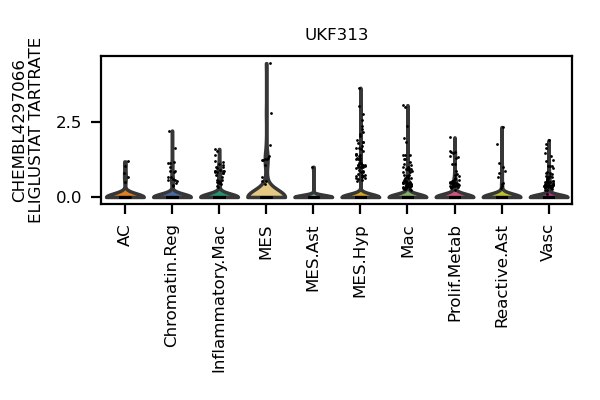 UKF313
CHEMBL4297066
ELIGLUSTAT TARTRATE
2.5
0.0
AC
Chromatin.Reg
Inflammatory.Mac
MES
MES.Ast
MES.Hyp
Mac
Prolif.Metab
Reactive.Ast
Vasc